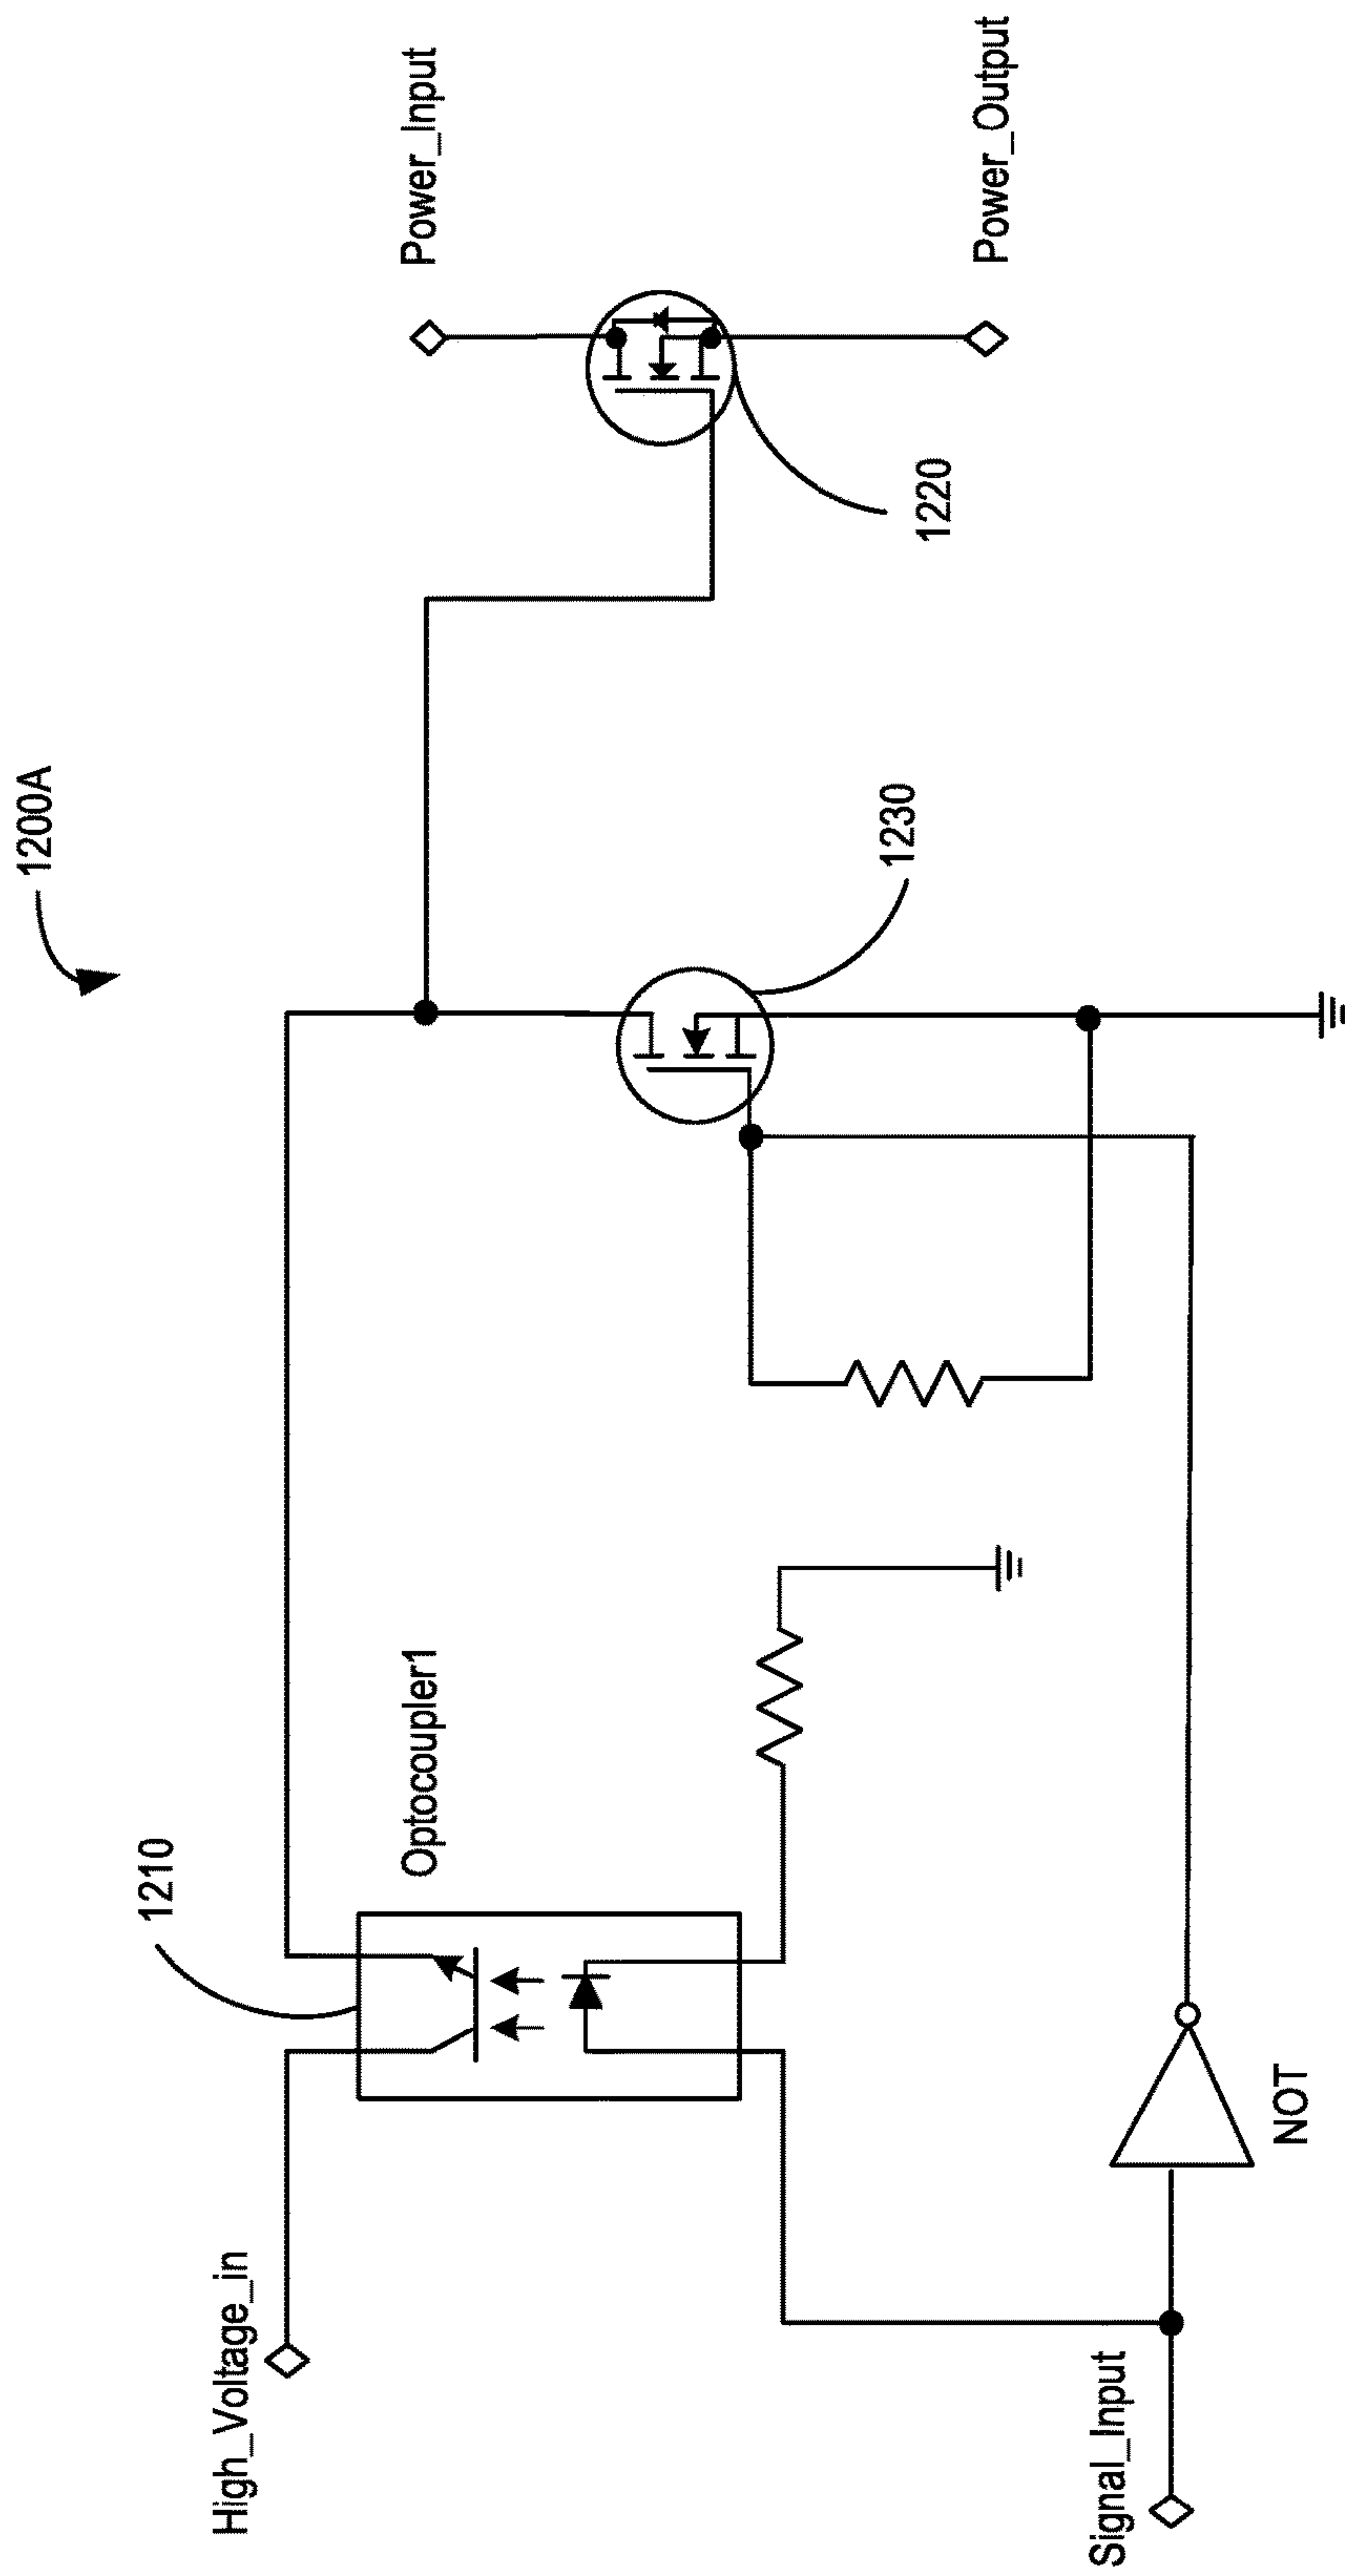 1200A
High_Voltage_in
1210
Optocoupler1
Power_Input
1230
1220
Power_Output
Signal_Input
NOT